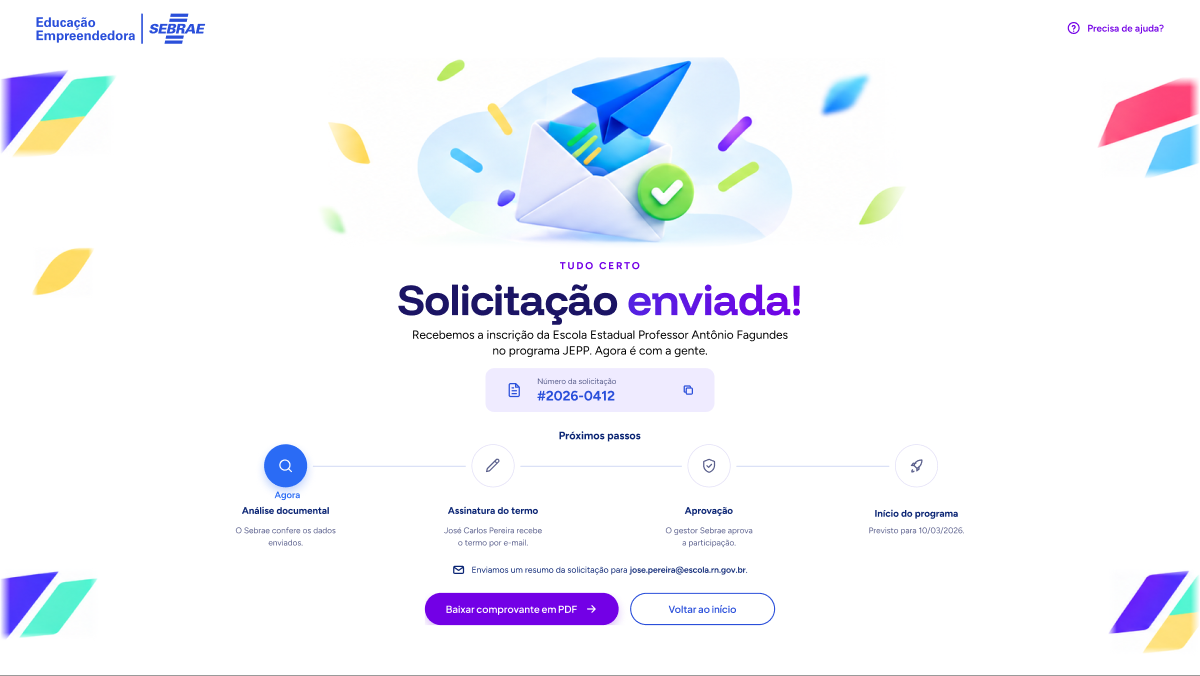 Educação
Empreendedora
SEBRAE
Precisa de ajuda?
TUDO CERTO
Solicitação enviada!
Recebemos a inscrição da Escola Estadual Professor Antônio Fagundes
no programa JEPP. Agora é com a gente.
Número da solicitação
#2026-0412
Próximos passos
Agora
Análise documental
O Sebrae confere os dados
enviados.
Assinatura do termo
José Carlos Pereira recebe
o termo por e-mail.
Aprovação
O gestor Sebrae aprova
a participação.
Início do programa
Previsto para 10/03/2026.
Enviamos um resumo da solicitação para jose.pereira@escola.rn.gov.br.
Baixar comprovante em PDF →
Voltar ao início